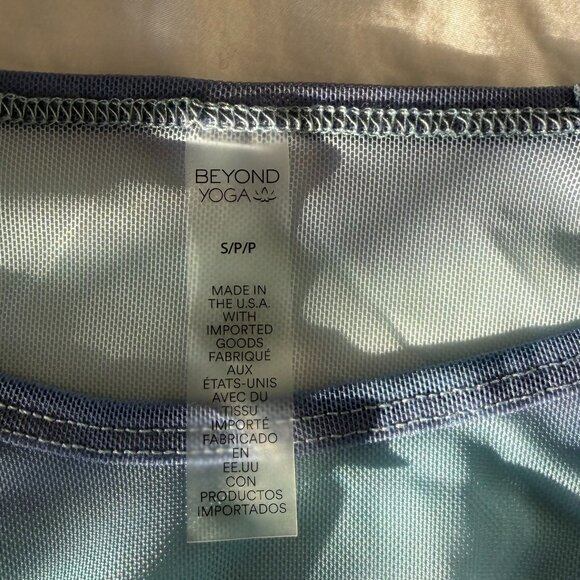 BEYOND
YOGA
S/P/P
MADE IN
THE U.S.A.
WITH
IMPORTED
GOODS
FABRIQUÉ
AUX
ÉTATS-UNIS
AVEC DU
TISSU
IMPORTÉ
FABRICADO
EN
EE.UU
CON
PRODUCTOS
IMPORTADOS